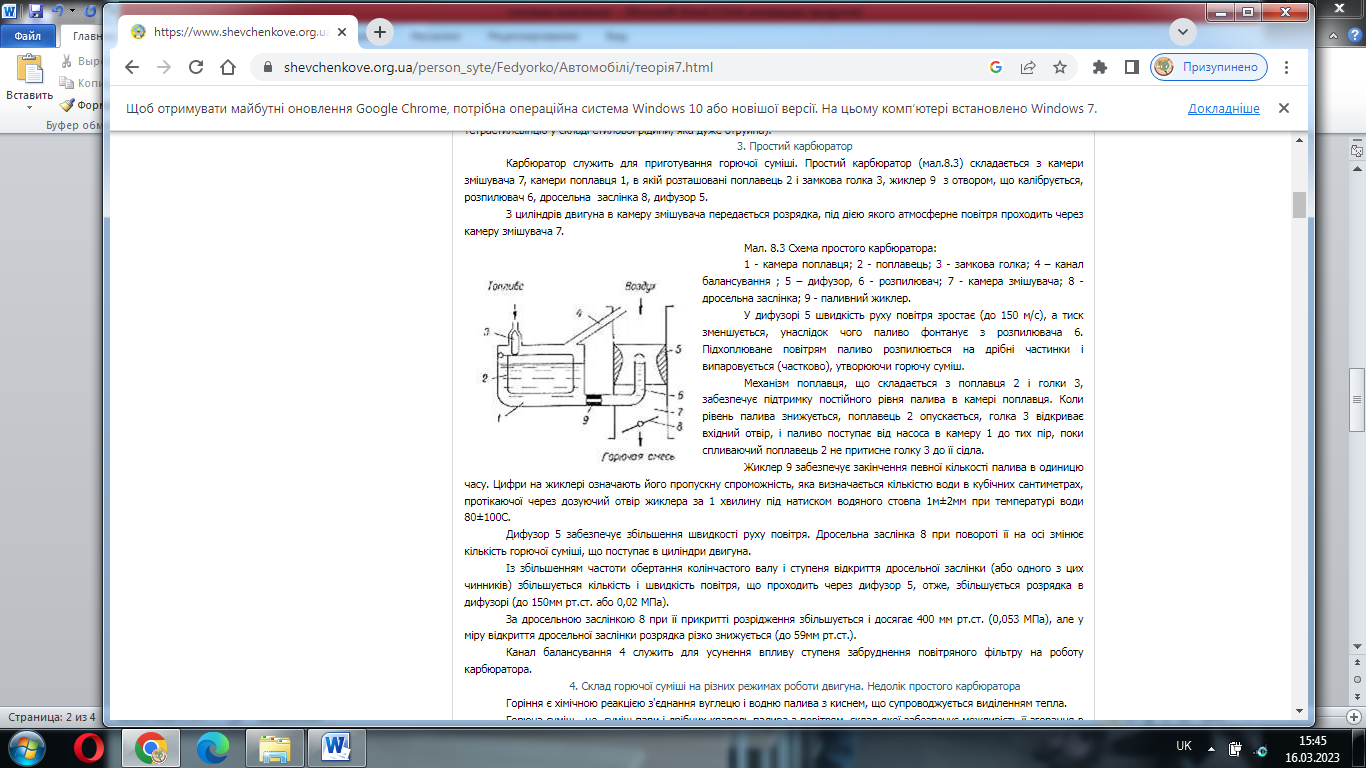 Файл
Главн
Выре
Копи
Форм
Вставить
Буфер обм
https://www.shevchenkove.org.ua
shevchenkove.org.ua/person_syte/Fedyorko/Автомобілі/теорія7.html
Призупинено
Щоб отримувати майбутні оновлення Google Chrome, потрібна операційна система Windows 10 або новішої версії. На цьому комп'ютері встановлено Windows 7.
Докладніше
3. Простий карбюратор
Карбюратор служить для приготування горючої суміші. Простий карбюратор (мал.8.3) складається з камери
змішувача 7, камери поплавця 1, в якій розташовані поплавець 2 і замкова голка 3, жиклер 9 з отвором, що калібрується,
розпилювач 6, дросельна заслінка 8, дифузор 5.
З циліндрів двигуна в камеру змішувача передається розрядка, під дією якого атмосферне повітря проходить через
камеру змішувача 7.
Мал. 8.3 Схема простого карбюратора:
1 - камера поплавця; 2 - поплавець; 3 - замкова голка; 4 – канал
балансування ; 5 – дифузор, 6 - розпилювач; 7 - камера змішувача; 8 -
дросельна заслінка; 9 - паливний жиклер.
Топливо
Воздух
4
3
5
2
6
7
1
9
8
Горючая смесь
У дифузорі 5 швидкість руху повітря зростає (до 150 м/с), а тиск
зменшується, унаслідок чого паливо фонтанує з розпилювача 6.
Підхоплюване повітрям паливо розпилюється на дрібні частинки і
випаровується (частково), утворюючи горючу суміш.
Механізм поплавця, що складається з поплавця 2 і голки 3,
забезпечує підтримку постійного рівня палива в камері поплавця. Коли
рівень палива знижується, поплавець 2 опускається, голка 3 відкриває
вхідний отвір, і паливо поступає від насоса в камеру 1 до тих пір, поки
спливаючий поплавець 2 не притисне голку 3 до її сідла.
Жиклер 9 забезпечує закінчення певної кількості палива в одиницю
часу. Цифри на жиклері означають його пропускну спроможність, яка визначається кількістю води в кубічних сантиметрах,
протікаючої через дозуючий отвір жиклера за 1 хвилину під натиском водяного стовпа 1м±2мм при температурі води
80±100С.
Дифузор 5 забезпечує збільшення швидкості руху повітря. Дросельна заслінка 8 при повороті її на осі змінює
кількість горючої суміші, що поступає в циліндри двигуна.
Із збільшенням частоти обертання колінчастого валу і ступеня відкриття дросельної заслінки (або одного з цих
чинників) збільшується кількість і швидкість повітря, що проходить через дифузор 5, отже, збільшується розрядка в
дифузорі (до 150мм рт.ст. або 0,02 МПа).
За дросельною заслінкою 8 при її прикритті розрідження збільшується і досягає 400 мм рт.ст. (0,053 МПа), але у
міру відкриття дросельної заслінки розрядка різко знижується (до 59мм рт.ст.).
Канал балансування 4 служить для усунення впливу ступеня забруднення повітряного фільтру на роботу
карбюратора.
4. Склад горючої суміші на різних режимах роботи двигуна. Недолік простого карбюратора
Горіння є хімічною реакцією з'єднання вуглецю і водню палива з киснем, що супроводжується виділенням тепла.
Страница: 2 из 4
UK
15:45
16.03.2023